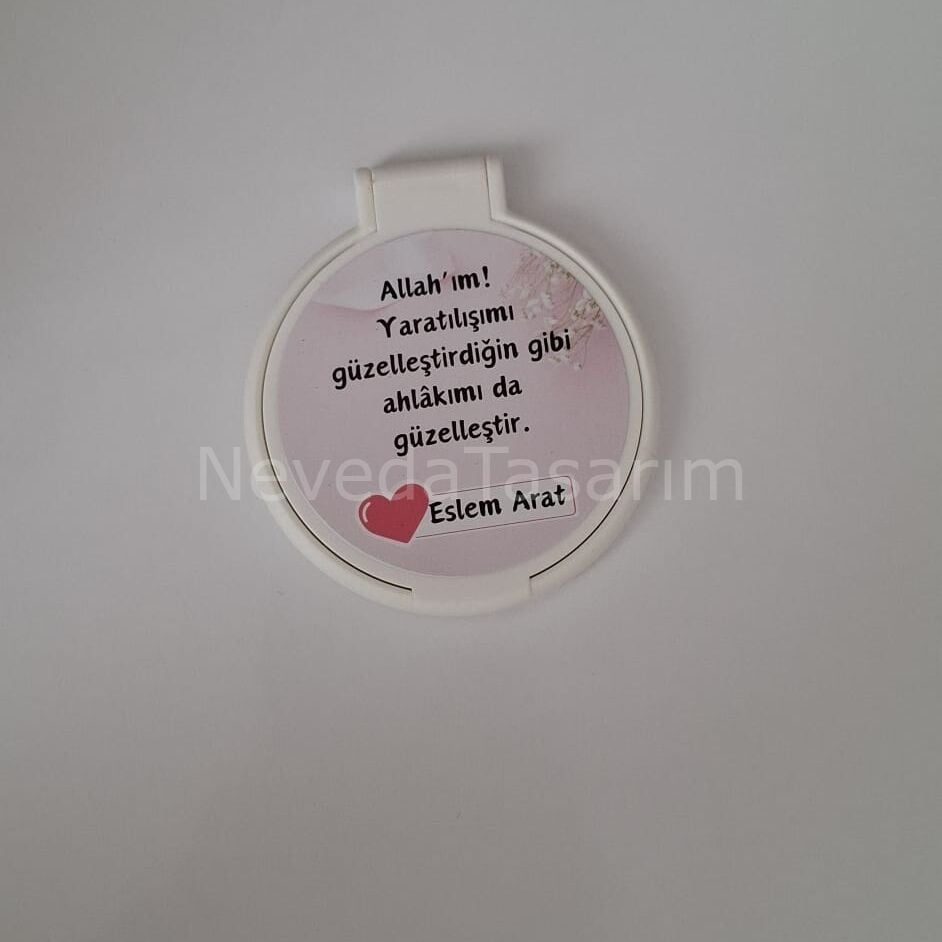 Allah'ım!
Yaratılışımı
güzelleştirdiğin gibi
ahlâkımı da
güzelleştir.
NevedaTasarım
Eslem Arat